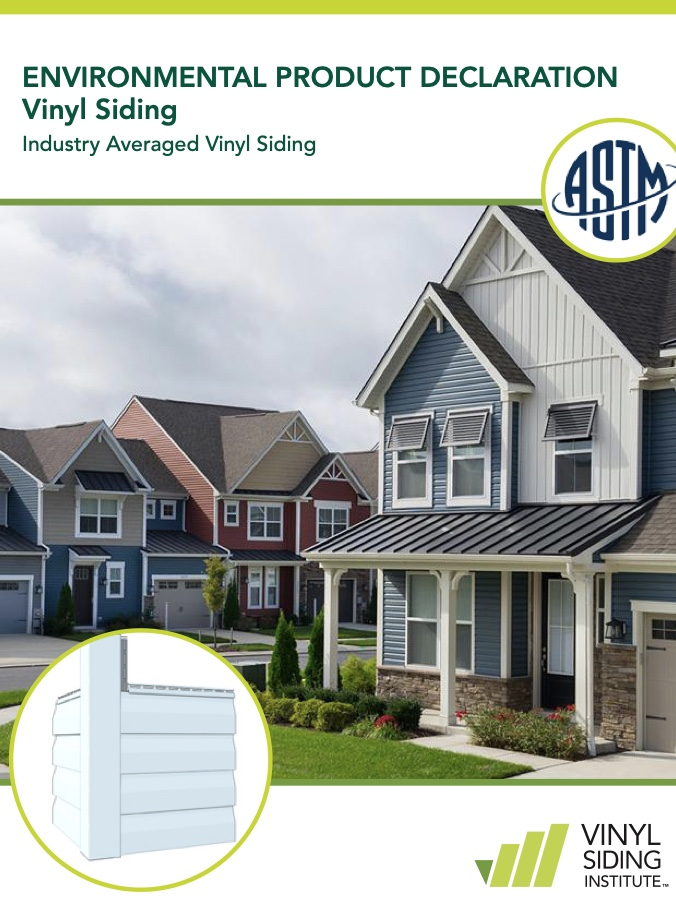 ENVIRONMENTAL PRODUCT DECLARATION
Vinyl Siding
Industry Averaged Vinyl Siding
ASTM
VINYL
SIDING
INSTITUTE™